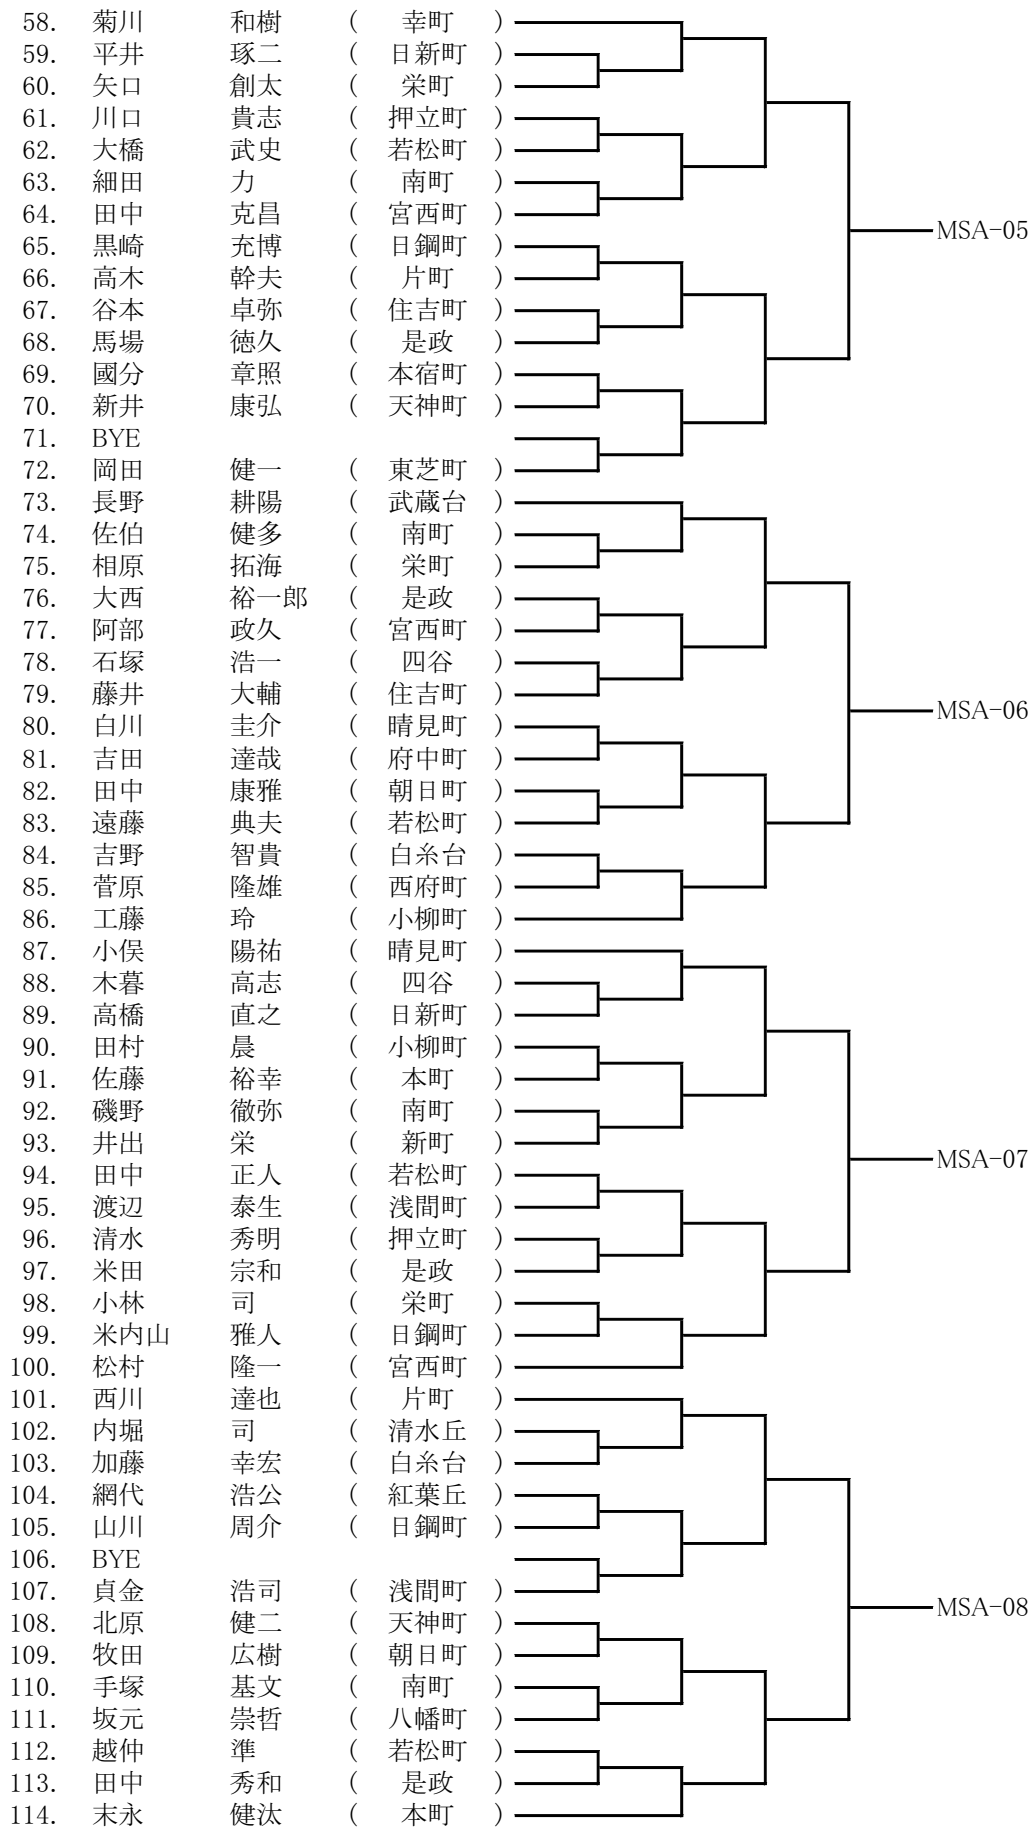 58. 菊川 和樹 ( 幸町 )
59. 平井 琢二 ( 日新町 )
60. 矢口 創太 ( 栄町 )
61. 川口 貴志 ( 押立町 )
62. 大橋 武史 ( 若松町 )
63. 細田 力 ( 南町 )
64. 田中 克昌 ( 宮西町 )
MSA-05
65. 黒崎 充博 ( 日鋼町 )
66. 高木 幹夫 ( 片町 )
67. 谷本 卓弥 ( 住吉町 )
68. 馬場 徳久 ( 是政 )
69. 國分 章照 ( 本宿町 )
70. 新井 康弘 ( 天神町 )
71. BYE
72. 岡田 健一 ( 東芝町 )
73. 長野 耕陽 ( 武蔵台 )
74. 佐伯 健多 ( 南町 )
75. 相原 拓海 ( 栄町 )
76. 大西 裕一郎 ( 是政 )
77. 阿部 政久 ( 宮西町 )
78. 石塚 浩一 ( 四谷 )
79. 藤井 大輔 ( 住吉町 )
MSA-06
80. 白川 圭介 ( 晴見町 )
81. 吉田 達哉 ( 府中町 )
82. 田中 康雅 ( 朝日町 )
83. 遠藤 典夫 ( 若松町 )
84. 吉野 智貴 ( 白糸台 )
85. 菅原 隆雄 ( 西府町 )
86. 工藤 玲 ( 小柳町 )
87. 小俣 陽祐 ( 晴見町 )
88. 木暮 高志 ( 四谷 )
89. 高橋 直之 ( 日新町 )
90. 田村 晨 ( 小柳町 )
91. 佐藤 裕幸 ( 本町 )
92. 磯野 徹弥 ( 南町 )
93. 井出 栄 ( 新町 )
MSA-07
94. 田中 正人 ( 若松町 )
95. 渡辺 泰生 ( 浅間町 )
96. 清水 秀明 ( 押立町 )
97. 米田 宗和 ( 是政 )
98. 小林 司 ( 栄町 )
99. 米内山 雅人 ( 日鋼町 )
100. 松村 隆一 ( 宮西町 )
101. 西川 達也 ( 片町 )
102. 内堀 司 ( 清水丘 )
103. 加藤 幸宏 ( 白糸台 )
104. 網代 浩公 ( 紅葉丘 )
105. 山川 周介 ( 日鋼町 )
106. BYE
107. 貞金 浩司 ( 浅間町 )
MSA-08
108. 北原 健二 ( 天神町 )
109. 牧田 広樹 ( 朝日町 )
110. 手塚 基文 ( 南町 )
111. 坂元 崇哲 ( 八幡町 )
112. 越仲 準 ( 若松町 )
113. 田中 秀和 ( 是政 )
114. 末永 健汰 ( 本町 )